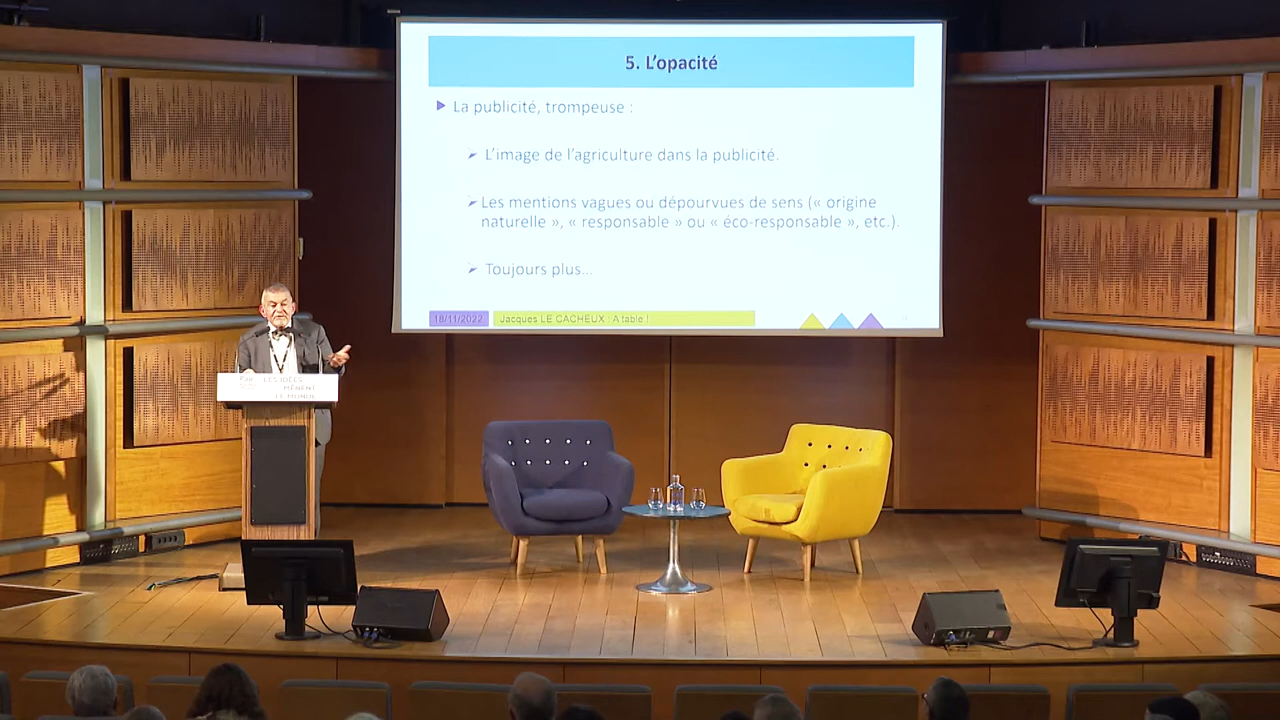 5. L’opacité
La publicité, trompeuse :
L’image de l’agriculture dans la publicité.
Les mentions vagues ou dépourvues de sens (« origine
naturelle », « responsable » ou « éco-responsable », etc.).
Toujours plus...
18/11/2022 Jacques LE CACHEUX : A table !
LES IDÉES
MÈNENT
LE MONDE